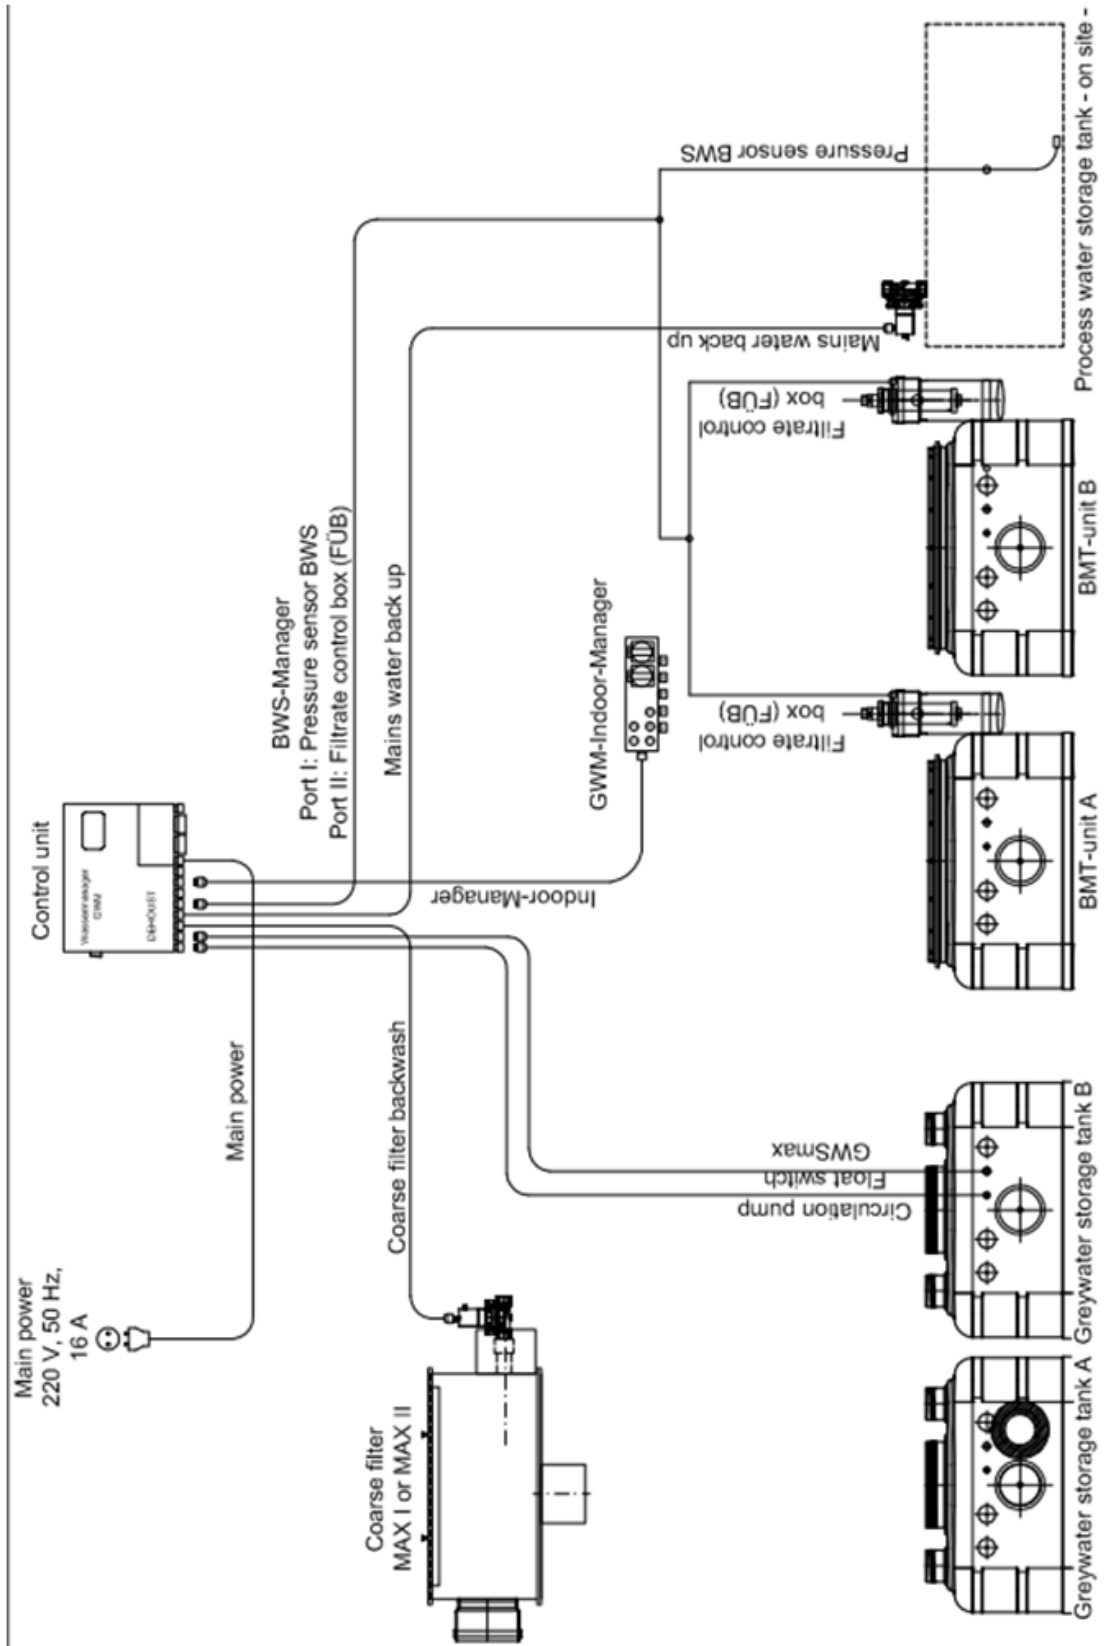 Main power
220 V, 50 Hz,
16 A
Control unit
Wassermanager
GWM
DEHOUST
Main power
BWS-Manager
Port I: Pressure sensor BWS
Port II: Filtrate control box (FÜB)
Mains water back up
Coarse filter backwash
Indoor-Manager
GWM-Indoor-Manager
Coarse filter
MAX I or MAX II
Circulation pump
Float switch
GWSmax
Filtrate control
box (FÜB)
Filtrate control
box (FÜB)
Mains water back up
Pressure sensor BWS
Greywater storage tank A
Greywater storage tank B
BMT-unit A
BMT-unit B
Process water storage tank - on site -